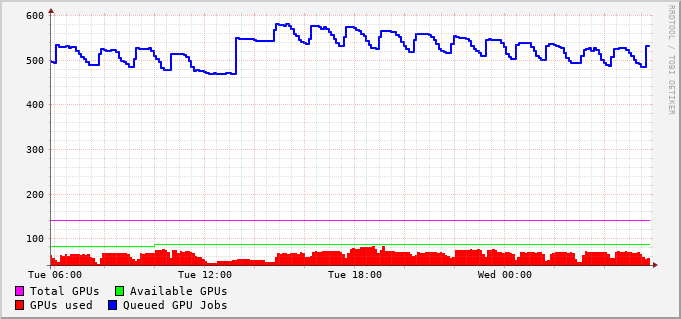 600
500
400
300
200
100
Tue 06:00 Tue 12:00 Tue 18:00 Wed 00:00
Total GPUs Available GPUs
GPUs used Queued GPU Jobs
RRDTOOL / TOBI OETIKER